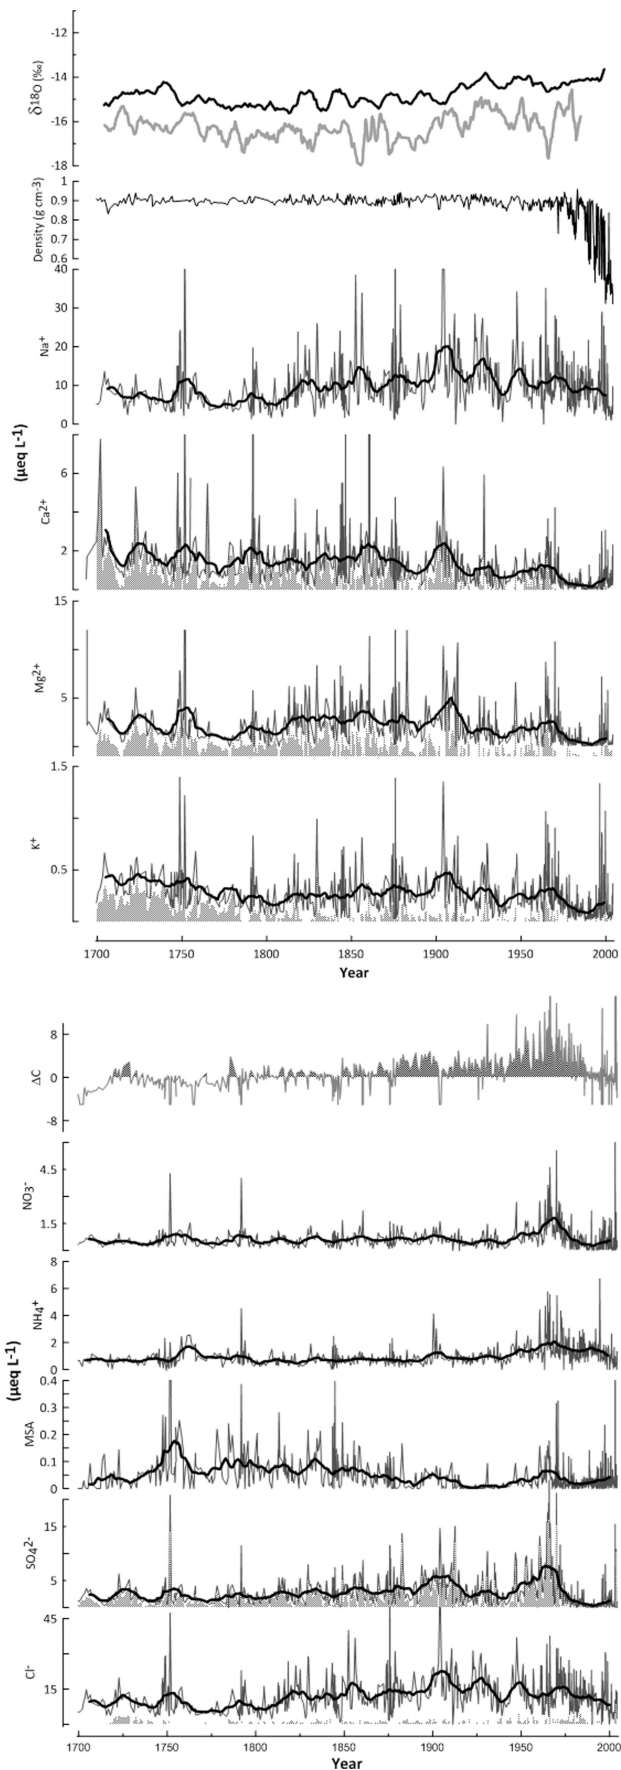 -11
-14
-16
-18
δ18O (‰)
1
0.9
0.8
0.7
0.6
Density (g cm-3)
40
30
20
10
0
Na+
(μeq L-1)
6
2
Ca2+
15
5
Mg2+
1.5
0.5
K+
1700 1750 1800 1850 1900 1950 2000
Year
8
0
-8
ΔC
4.5
1.5
NO3-
8
6
4
2
0
NH4+
(μeq L-1)
0.4
0.3
0.2
0.1
0
MSA
15
5
SO42-
45
15
Cl-
1700 1750 1800 1850 1900 1950 2000
Year